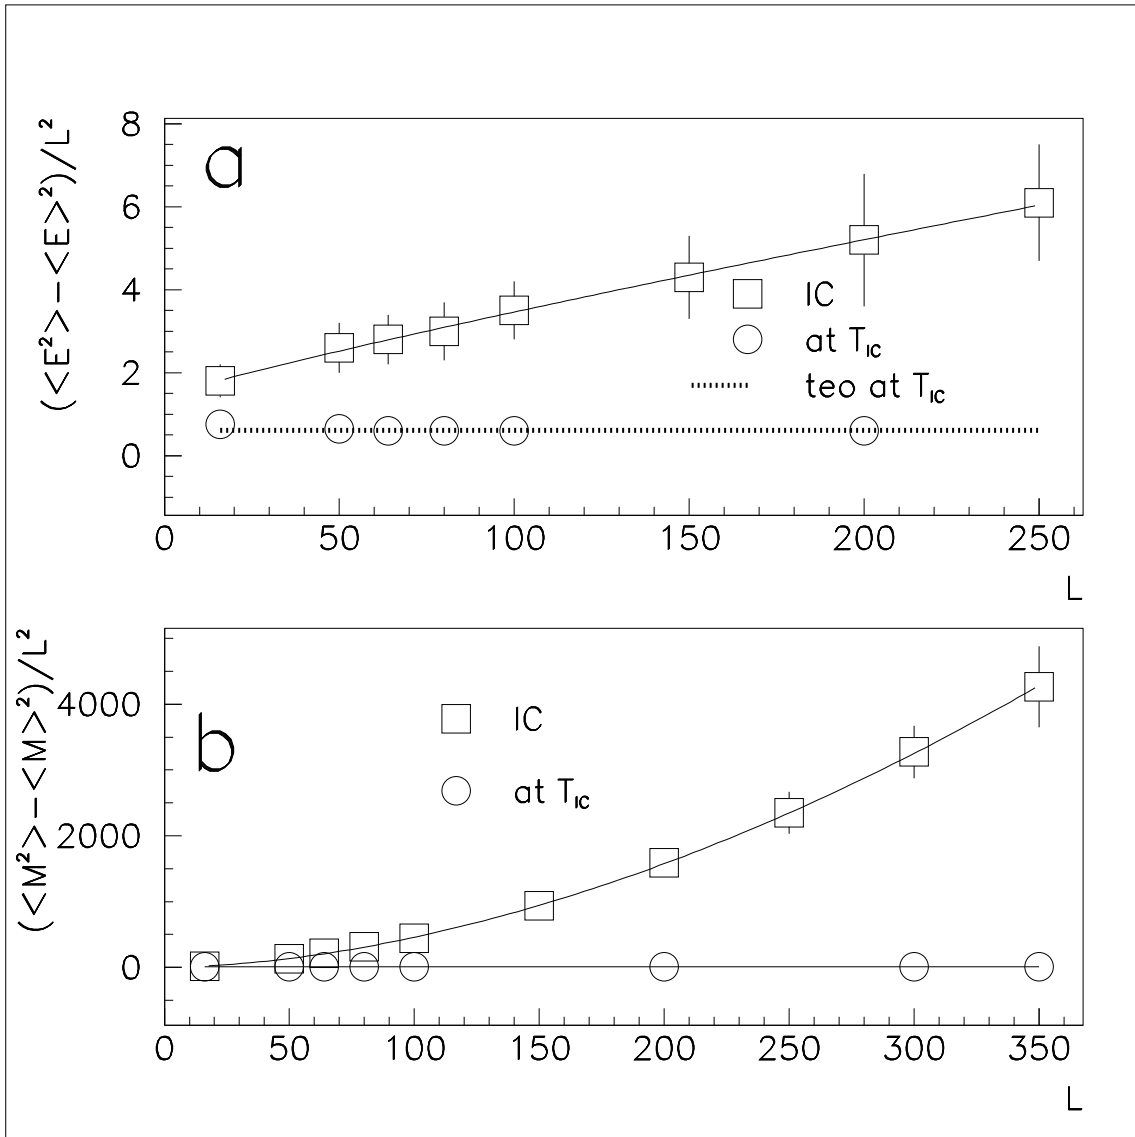 (<E²>−<E>²)/L²
a
8
6
4
2
0
IC
at T_IC
teo at T_IC
0 50 100 150 200 250
L
(<M²>−<M>²)/L²
b
4000
2000
0
IC
at T_IC
0 50 100 150 200 250 300 350
L